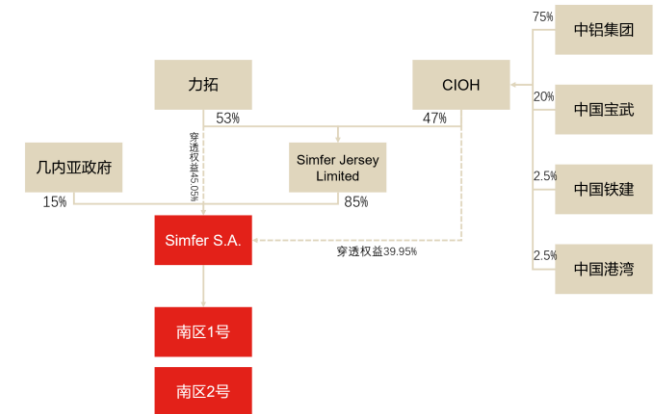 75%
中铝集团
力拓
CIOH
53%
47%
20%
中国宝武
穿透权益45.05%
几内亚政府
Simfer Jersey
Limited
15%
85%
2.5%
中国铁建
Simfer S.A.
穿透权益39.95%
2.5%
中国港湾
南区1号
南区2号